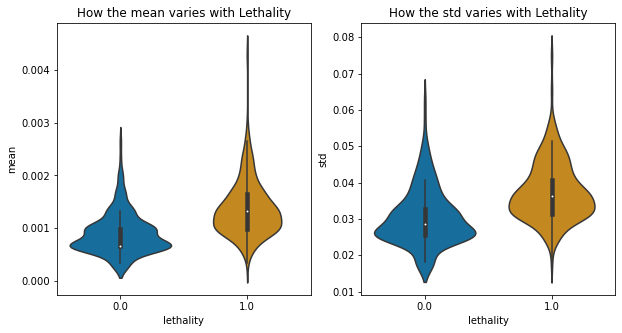 How the mean varies with Lethality
mean
0.004
0.003
0.002
0.001
0.000
0.0
1.0
lethality
How the std varies with Lethality
std
0.08
0.07
0.06
0.05
0.04
0.03
0.02
0.01
0.0
1.0
lethality